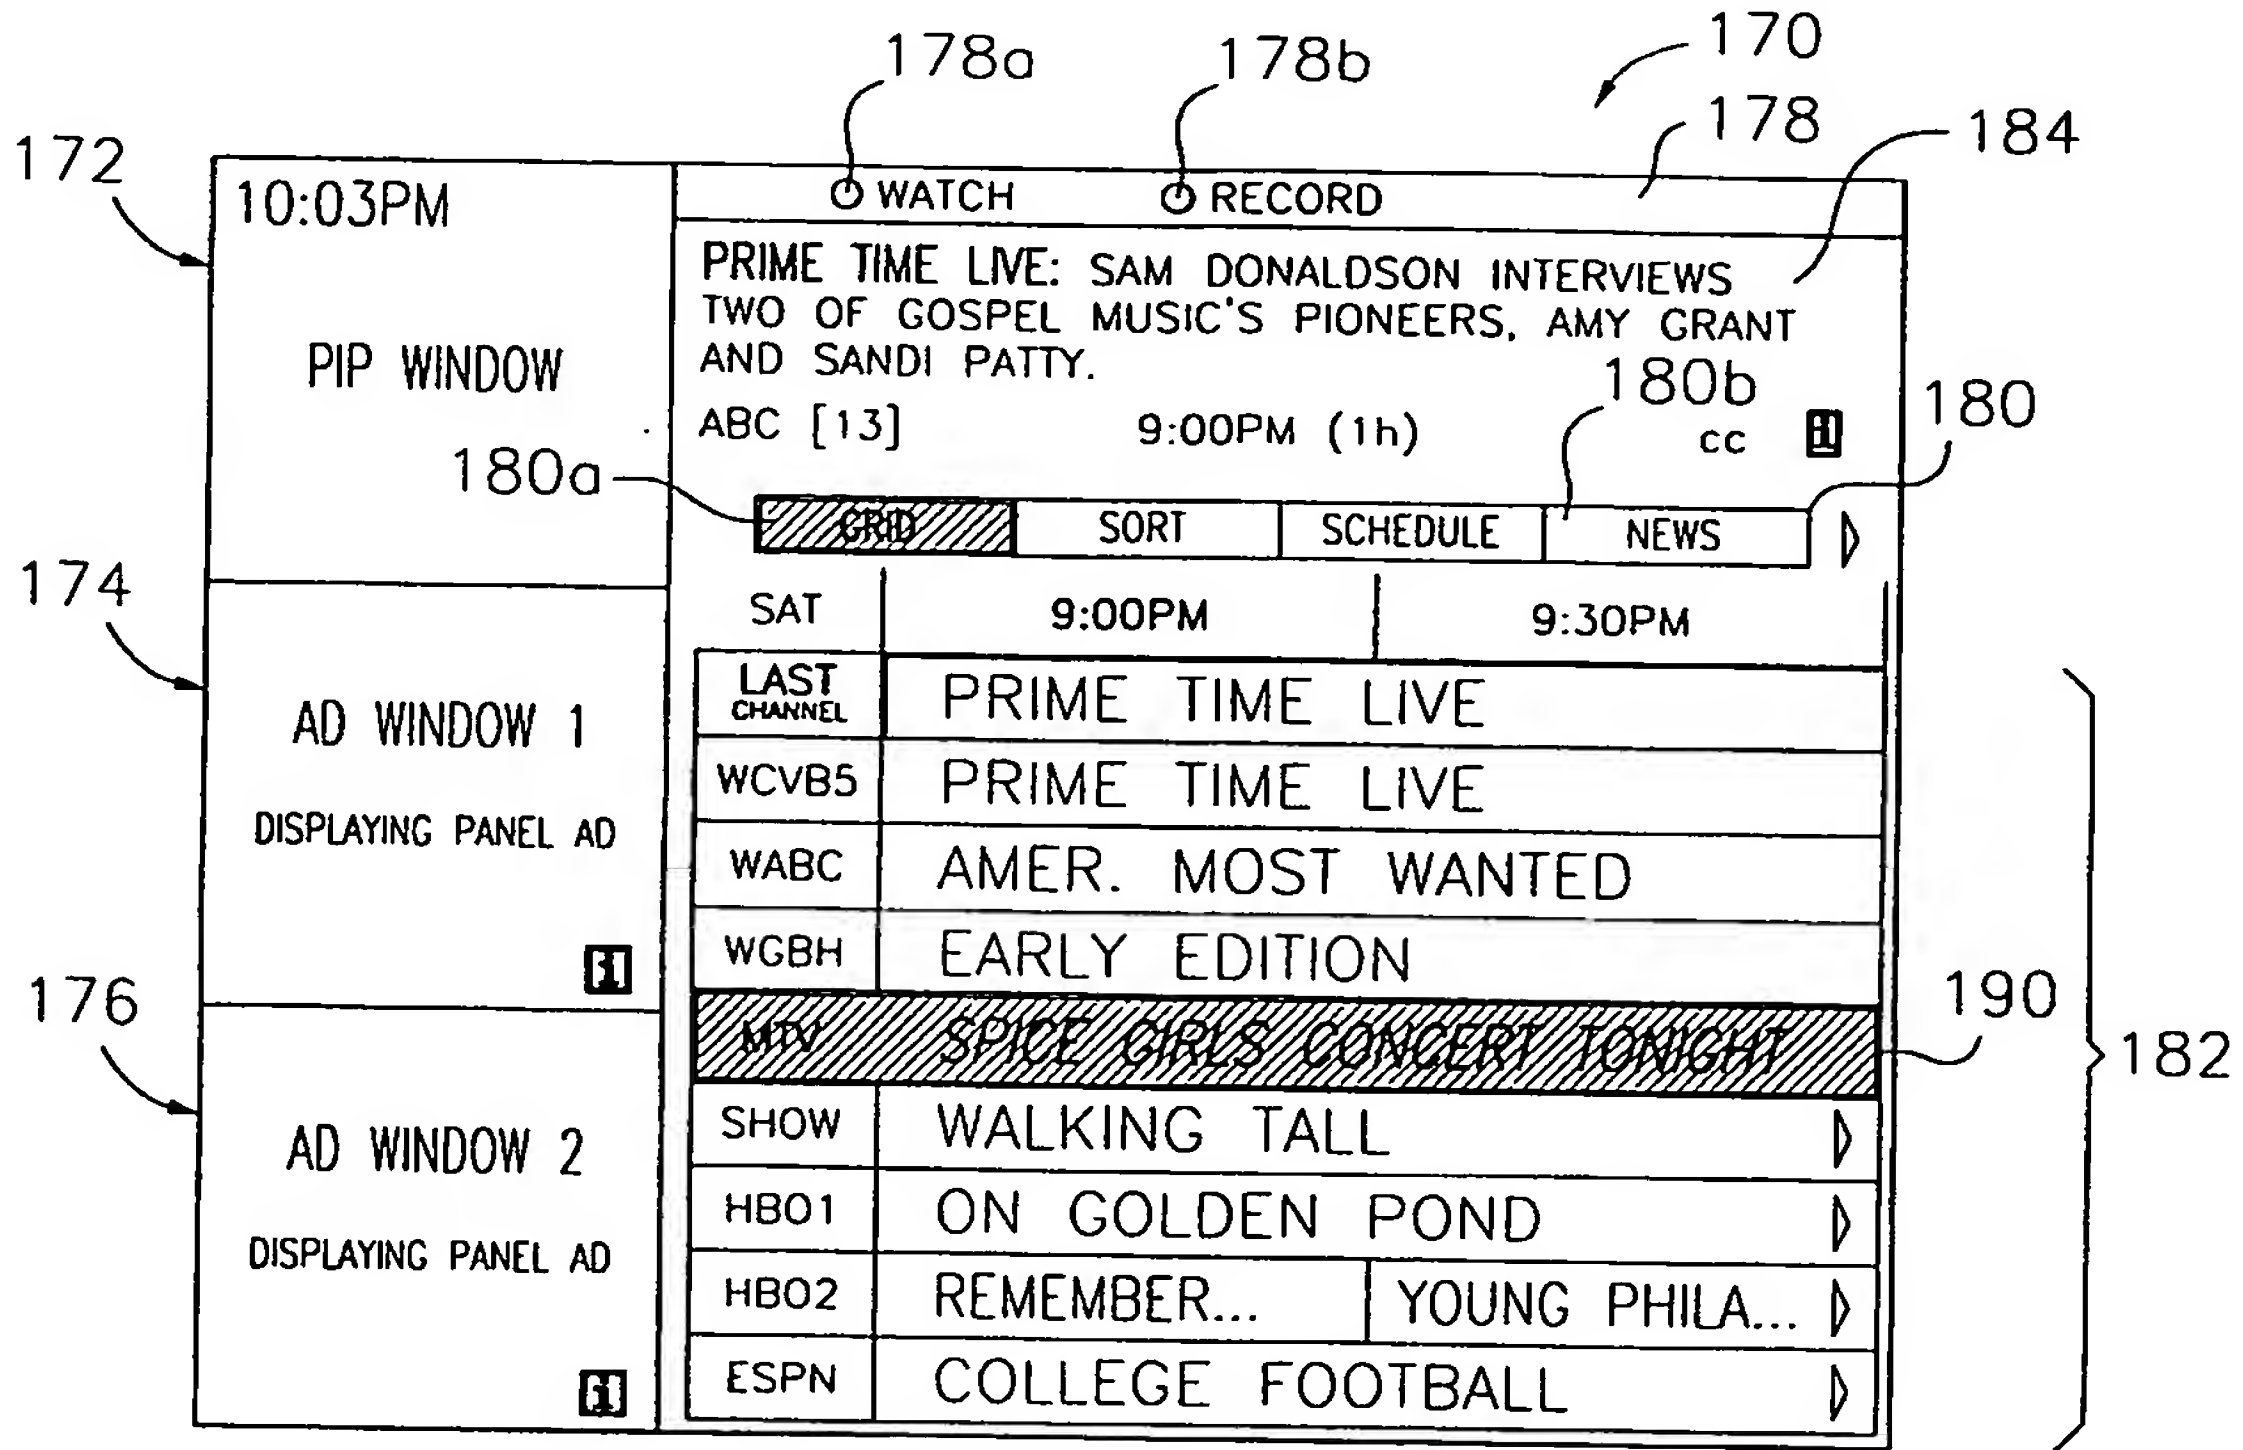 178a
178b
170
178
184
172
10:03PM
WATCH
RECORD
PRIME TIME LIVE: SAM DONALDSON INTERVIEWS
TWO OF GOSPEL MUSIC'S PIONEERS, AMY GRANT
AND SANDI PATTY.
PIP WINDOW
180b
180
ABC [13]
9:00PM (1h)
cc
180a
GRID
SORT
SCHEDULE
NEWS
174
SAT
9:00PM
9:30PM
AD WINDOW 1
DISPLAYING PANEL AD
LAST
CHANNEL
PRIME TIME LIVE
WCVB5
PRIME TIME LIVE
WABC
AMER. MOST WANTED
WGBH
EARLY EDITION
176
190
MTV
SPICE GIRLS CONCERT TONIGHT
182
AD WINDOW 2
DISPLAYING PANEL AD
SHOW
WALKING TALL
HBO1
ON GOLDEN POND
HBO2
REMEMBER...
YOUNG PHILA...
ESPN
COLLEGE FOOTBALL